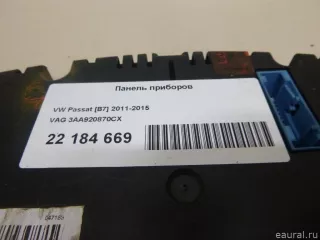 Панель приборов
VW Passat [B7] 2011-2015
VAG 3AA920870CX
22 184 669
eaural.ru